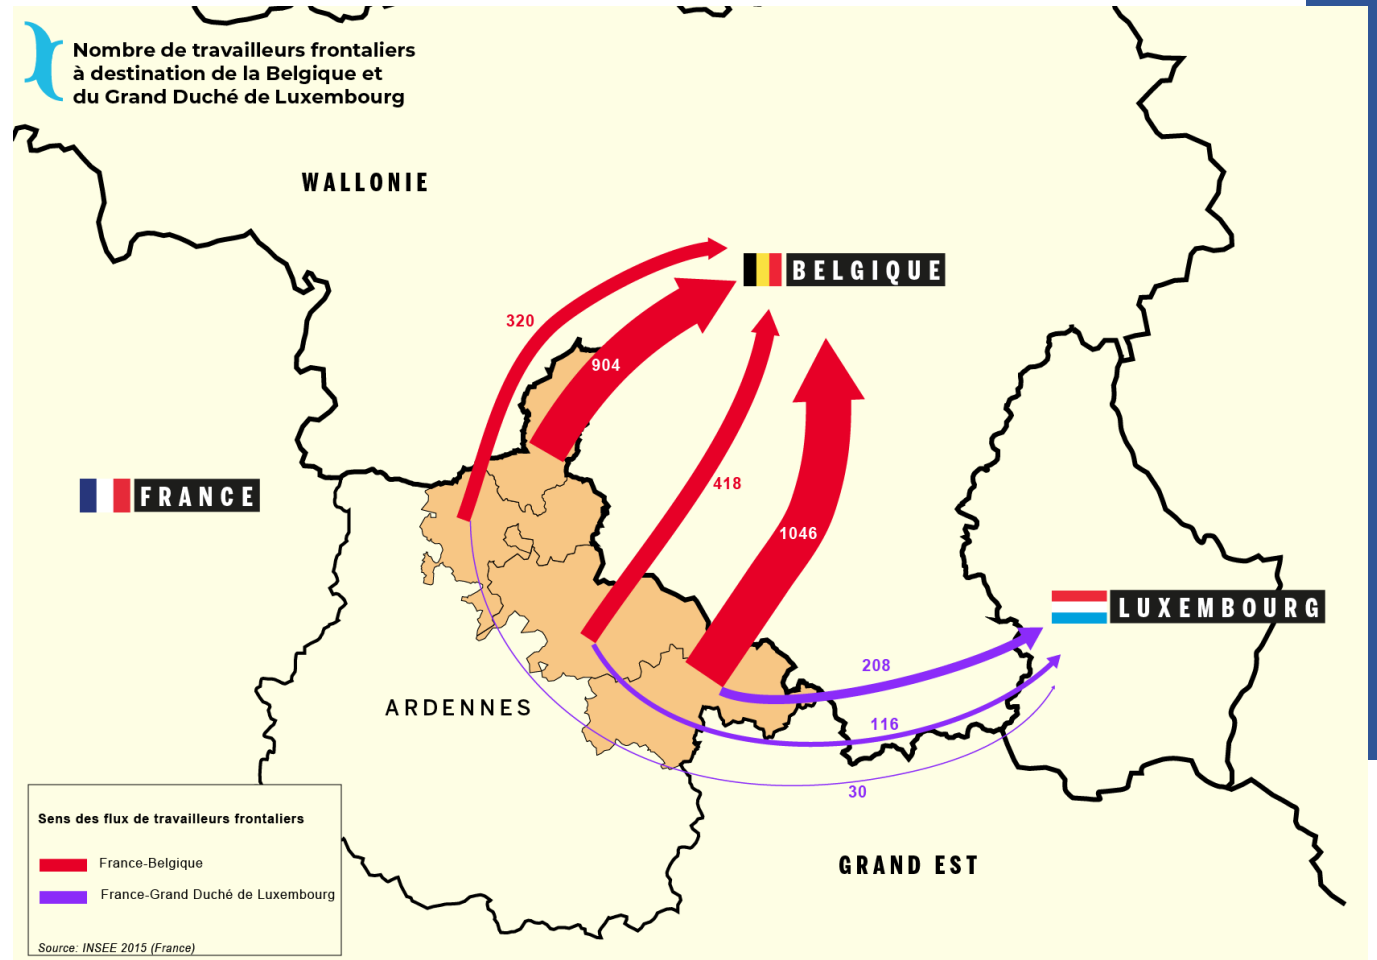 Nombre de travailleurs frontaliers
à destination de la Belgique et
du Grand Duché de Luxembourg
WALLONIE
BELGIQUE
320
904
418
FRANCE
1046
LUXEMBOURG
208
ARDENNES
116
30
Sens des flux de travailleurs frontaliers
France-Belgique
France-Grand Duché de Luxembourg
Source: INSEE 2015 (France)
GRAND EST